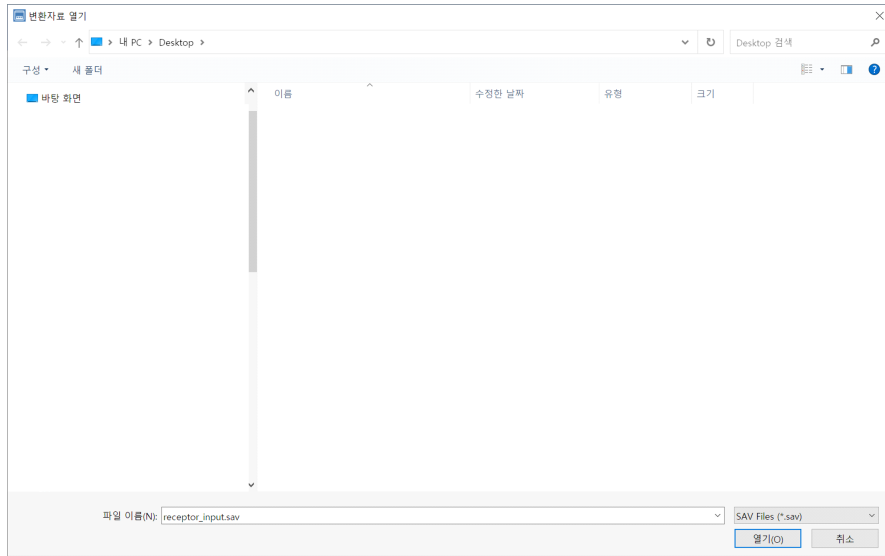 변환자료 열기
내 PC > Desktop >
Desktop 검색
구성
새 폴더
바탕 화면
이름 수정한 날짜 유형 크기
파일 이름(N): receptor_input.sav
SAV Files (*.sav)
열기(O) 취소